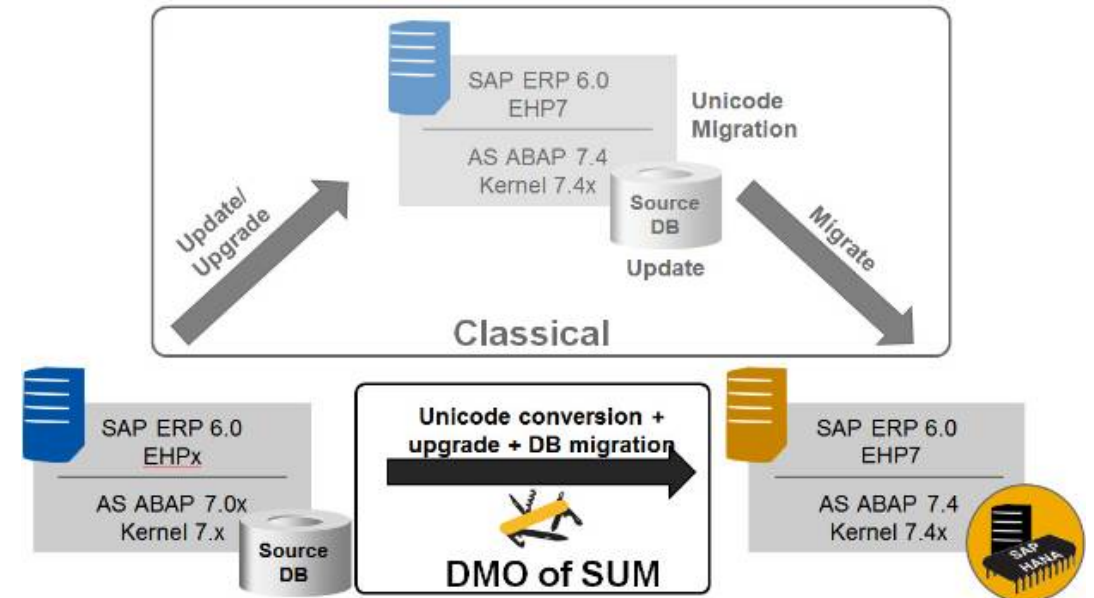 SAP ERP 6.0
EHP7
AS ABAP 7.4
Kernel 7.4x
Unicode
Migration
Source
DB
Update
Update/
Upgrade
Migrate
Classical
SAP ERP 6.0
EHPx
AS ABAP 7.0x
Kernel 7.x
Source
DB
Unicode conversion +
upgrade + DB migration
DMO of SUM
SAP ERP 6.0
EHP7
AS ABAP 7.4
Kernel 7.4x
SAP
HANA